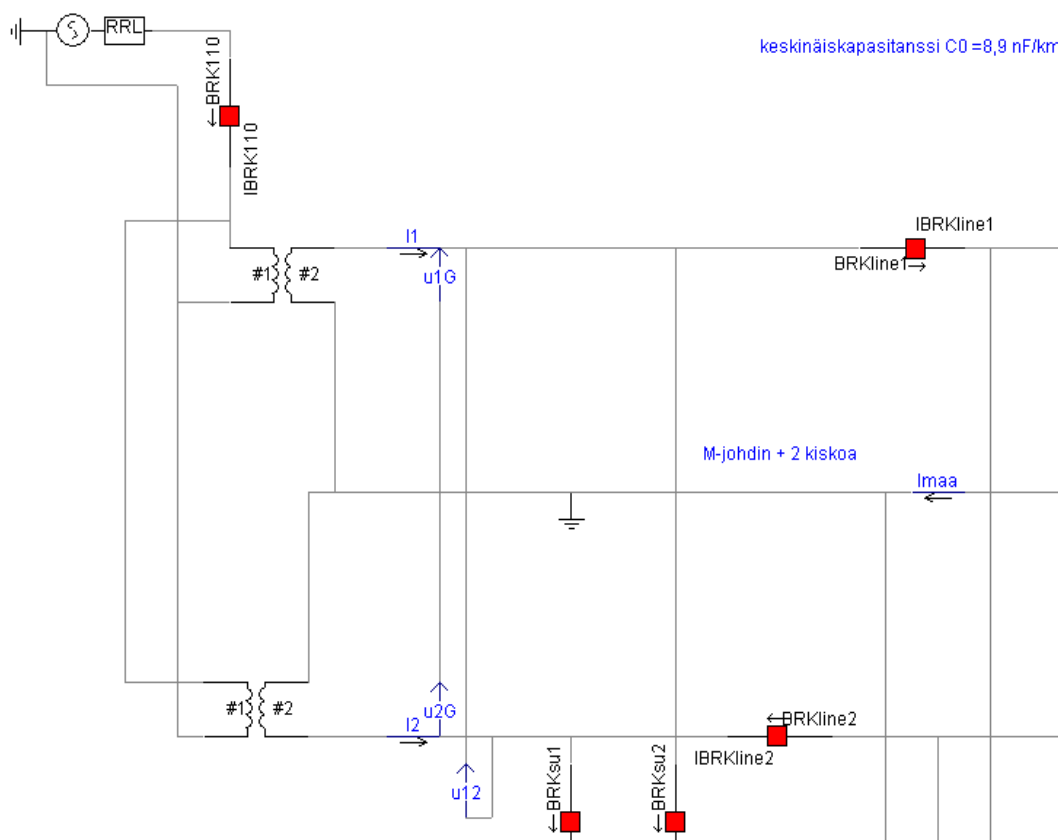 RRL
keskinäiskapasitanssi C0 =8,9 nF/km
BRK110
IBRK110
I1
IBRKline1
BRKline1
#1
#2
u1G
M-johdin + 2 kiskoa
Imaa
#1
#2
u2G
I2
BRKline2
IBRKline2
u12
BRKsu1
BRKsu2